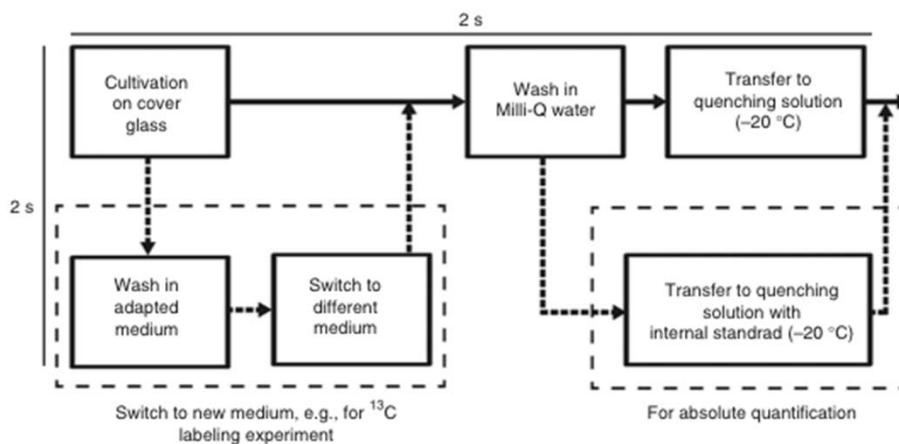 2 s
Cultivation
on cover
glass
Wash in
Milli-Q water
Transfer to
quenching solution
(–20 °C)
2 s
Wash in
adapted
medium
Switch to
different
medium
Transfer to quenching
solution with
internal standrad (–20 °C)
Switch to new medium, e.g., for ¹³C
labeling experiment
For absolute quantification